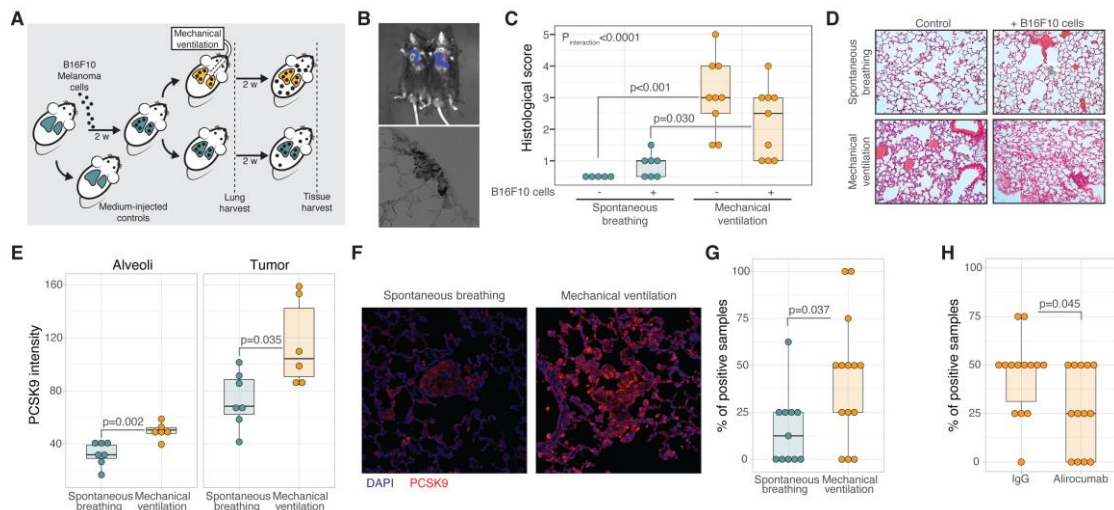 A
Mechanical
ventilation
B16F10
Melanoma
cells
2 w
2 w
2 w
Medium-injected
controls
Lung
harvest
Tissue
harvest
B
C
P interaction <0.0001
Histological score
5
3
1
p<0.001
p=0.030
B16F10 cells - + - +
Spontaneous
breathing
Mechanical
ventilation
D
Control + B16F10 cells
Spontaneous
breathing
Mechanical
ventilation
E
Alveoli Tumor
PCSK9 intensity
160
120
80
40
p=0.002
p=0.035
Spontaneous Mechanical Spontaneous Mechanical
breathing ventilation breathing ventilation
F
Spontaneous breathing Mechanical ventilation
DAPI PCSK9
G
% of positive samples
100
75
50
25
0
p=0.037
Spontaneous Mechanical
breathing ventilation
H
% of positive samples
100
75
50
25
0
p=0.045
IgG Alirocumab